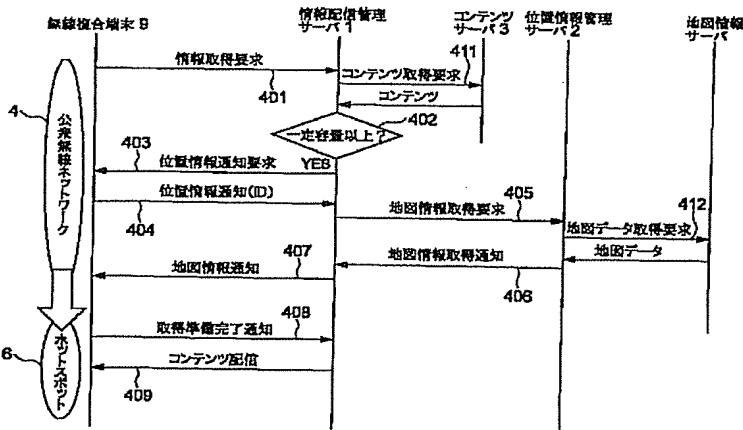 無線複合端末 9
情報配信管理
サーバ 1
コンテンツ
サーバ 3
位置情報管理
サーバ 2
地図情報
サーバ
情報取得要求
401
411
コンテンツ取得要求
コンテンツ
402
一定容量以上?
YES
4
公衆無線ネットワーク
403
位置情報通知要求
位置情報通知(ID)
404
405
地図情報取得要求
412
地図データ取得要求
地図データ
地図情報取得通知
406
407
地図情報通知
408
取得準備完了通知
コンテンツ配信
409
6
ホットスポット